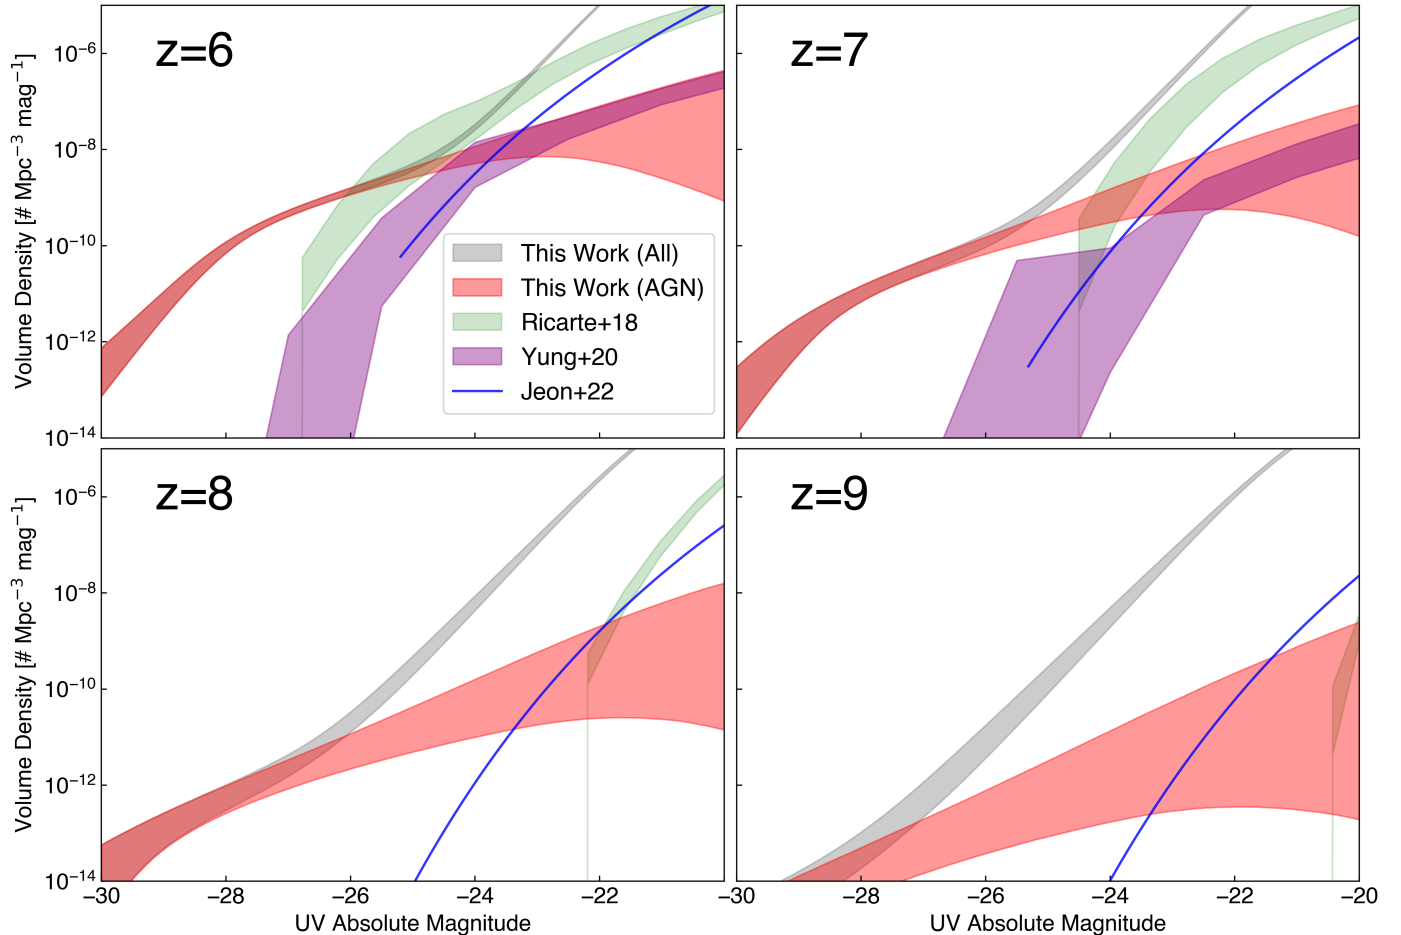 z=6
z=7
10⁻⁶
10⁻⁸
10⁻¹⁰
10⁻¹²
10⁻¹⁴
Volume Density [# Mpc⁻³ mag⁻¹]
This Work (All)
This Work (AGN)
Ricarte+18
Yung+20
Jeon+22
z=8
z=9
10⁻⁶
10⁻⁸
10⁻¹⁰
10⁻¹²
10⁻¹⁴
Volume Density [# Mpc⁻³ mag⁻¹]
−30 −28 −26 −24 −22
−30 −28 −26 −24 −22 −20
UV Absolute Magnitude
UV Absolute Magnitude